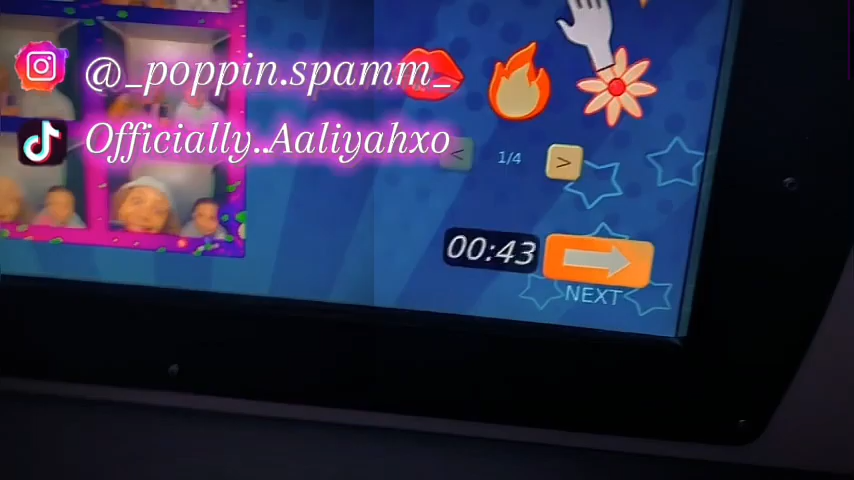 @_poppin.spamm_
Officially..Aaliyahxo
<
1/4
>
00:43
NEXT